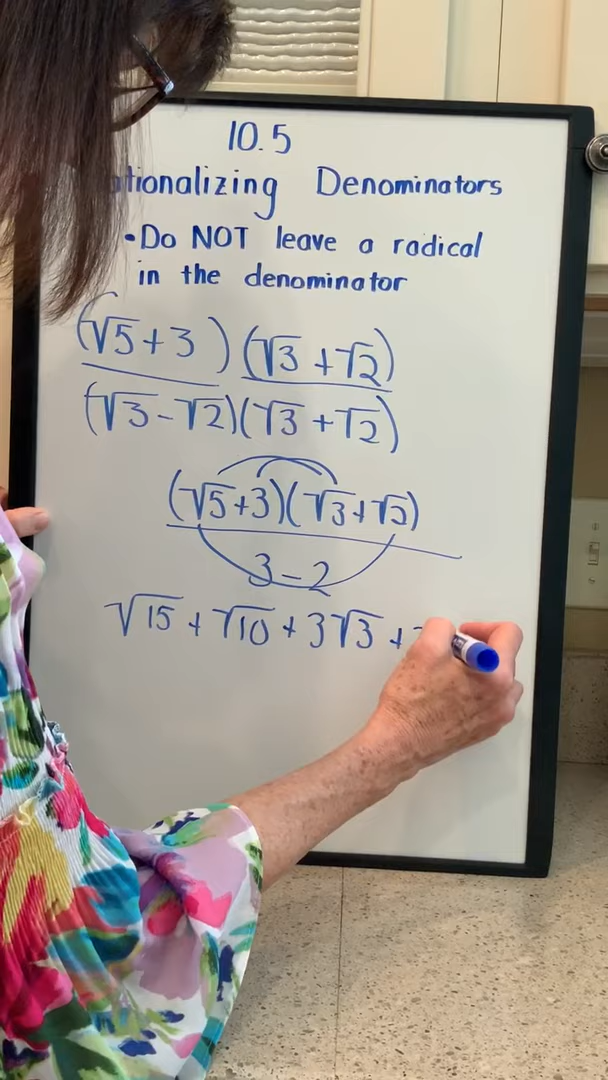 10.5
tionalizing Denominators
•Do NOT leave a radical
in the denominator
(√5+3)(√3+√2)
(√3-√2)(√3+√2)
(√5+3)(√3+√2)
3-2
√15+√10+3√3+